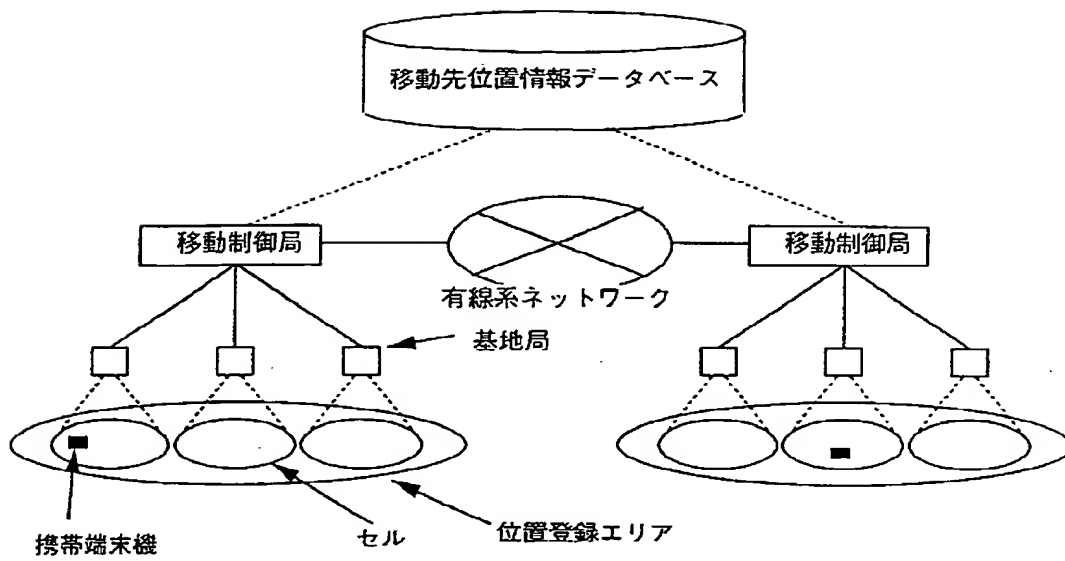 移動先位置情報データベース
移動制御局
移動制御局
有線系ネットワーク
基地局
セル
位置登録エリア
携帯端末機